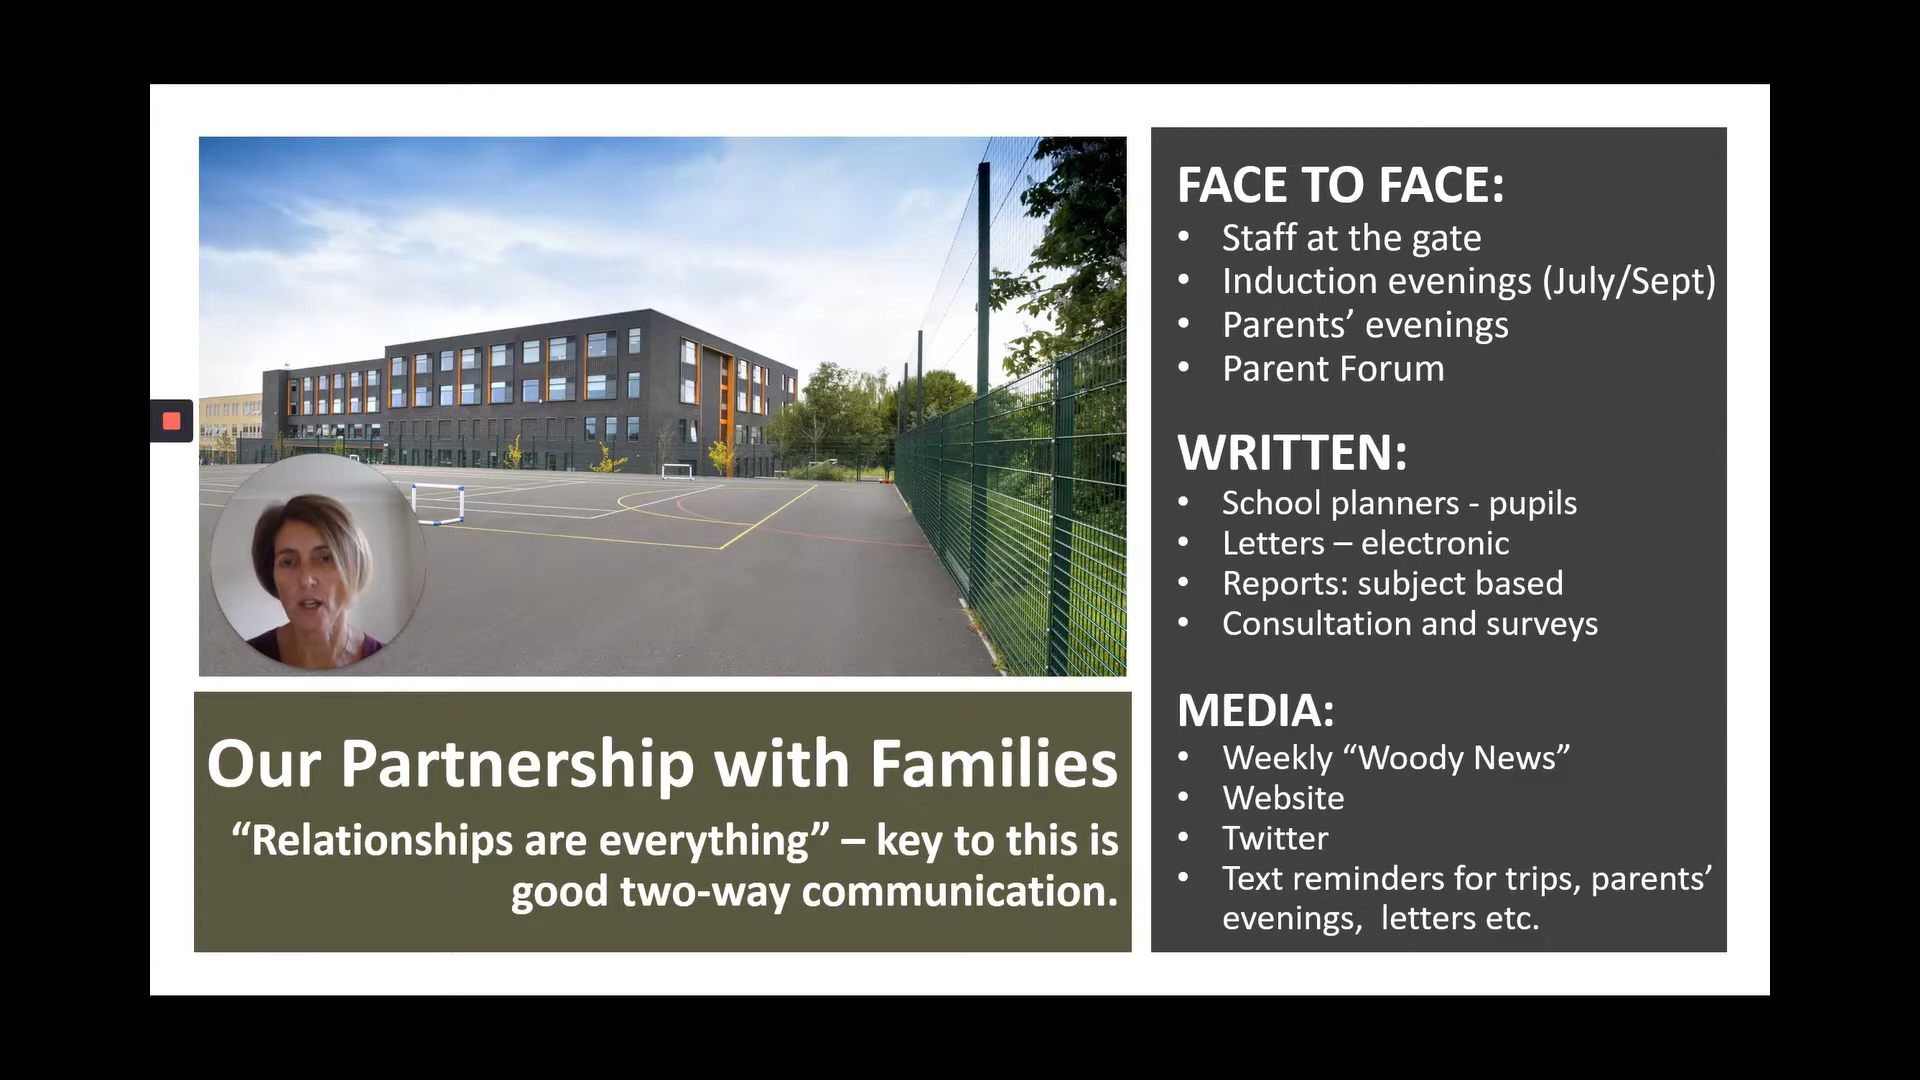 Our Partnership with Families
“Relationships are everything” – key to this is
good two-way communication.
FACE TO FACE:
• Staff at the gate
• Induction evenings (July/Sept)
• Parents’ evenings
• Parent Forum
WRITTEN:
• School planners - pupils
• Letters – electronic
• Reports: subject based
• Consultation and surveys
MEDIA:
• Weekly “Woody News”
• Website
• Twitter
• Text reminders for trips, parents’
evenings,  letters etc.